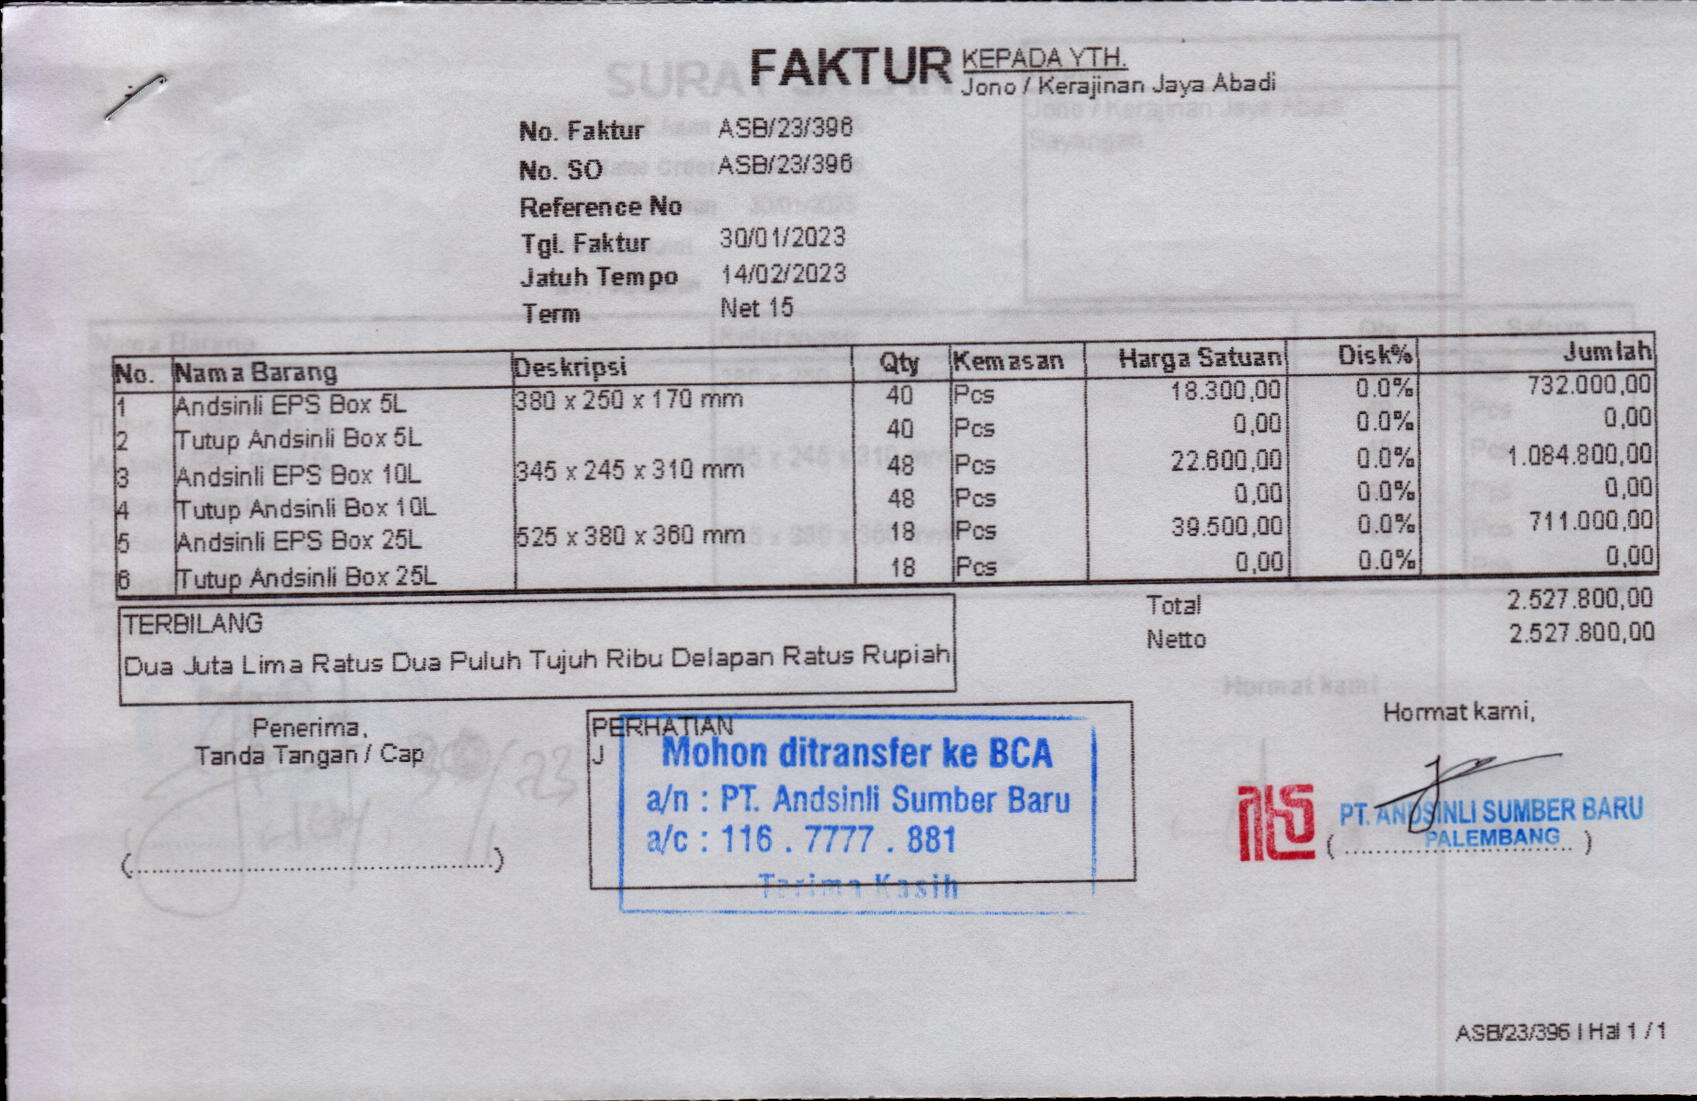 FAKTUR
KEPADA YTH.
Jono / Kerajinan Jaya Abadi
No. Faktur ASB/23/396
No. SO ASB/23/396
Reference No
Tgl. Faktur 30/01/2023
Jatuh Tempo 14/02/2023
Term Net 15
No. Nama Barang Deskripsi Qty Kemasan Harga Satuan Disk% Jumlah
1 Andsinli EPS Box 5L 380 x 250 x 170 mm 40 Pcs 18.300,00 0.0% 732.000,00
2 Tutup Andsinli Box 5L 40 Pcs 0,00 0.0% 0,00
3 Andsinli EPS Box 10L 345 x 245 x 310 mm 48 Pcs 22.600,00 0.0% 1.084.800,00
4 Tutup Andsinli Box 10L 48 Pcs 0,00 0.0% 0,00
5 Andsinli EPS Box 25L 525 x 380 x 360 mm 18 Pcs 39.500,00 0.0% 711.000,00
6 Tutup Andsinli Box 25L 18 Pcs 0,00 0.0% 0,00
Total 2.527.800,00
Netto 2.527.800,00
TERBILANG
Dua Juta Lima Ratus Dua Puluh Tujuh Ribu Delapan Ratus Rupiah
Penerima,
Tanda Tangan / Cap
(...)
PERHATIAN
J
Mohon ditransfer ke BCA
a/n : PT. Andsinli Sumber Baru
a/c : 116 . 7777 . 881
Terima Kasih
Hormat kami,
PT. ANDSINLI SUMBER BARU
PALEMBANG
(...)
ASB/23/396 | Hal 1 / 1